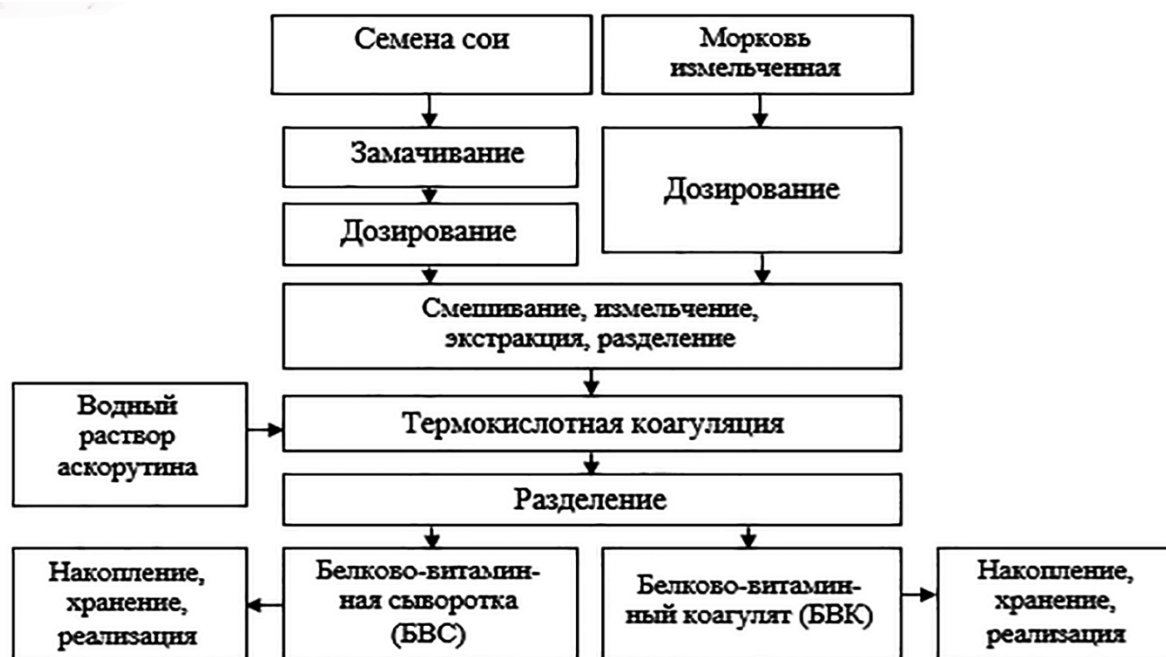 Семена сои
Морковь
измельченная
Замачивание
Дозирование
Дозирование
Смешивание, измельчение,
экстракция, разделение
Водный
раствор
аскорутина
Термокислотная коагуляция
Разделение
Накопление,
хранение,
реализация
Белково-витамин-
ная сыворотка
(БВС)
Белково-витамин-
ный коагулят (БВК)
Накопление,
хранение,
реализация